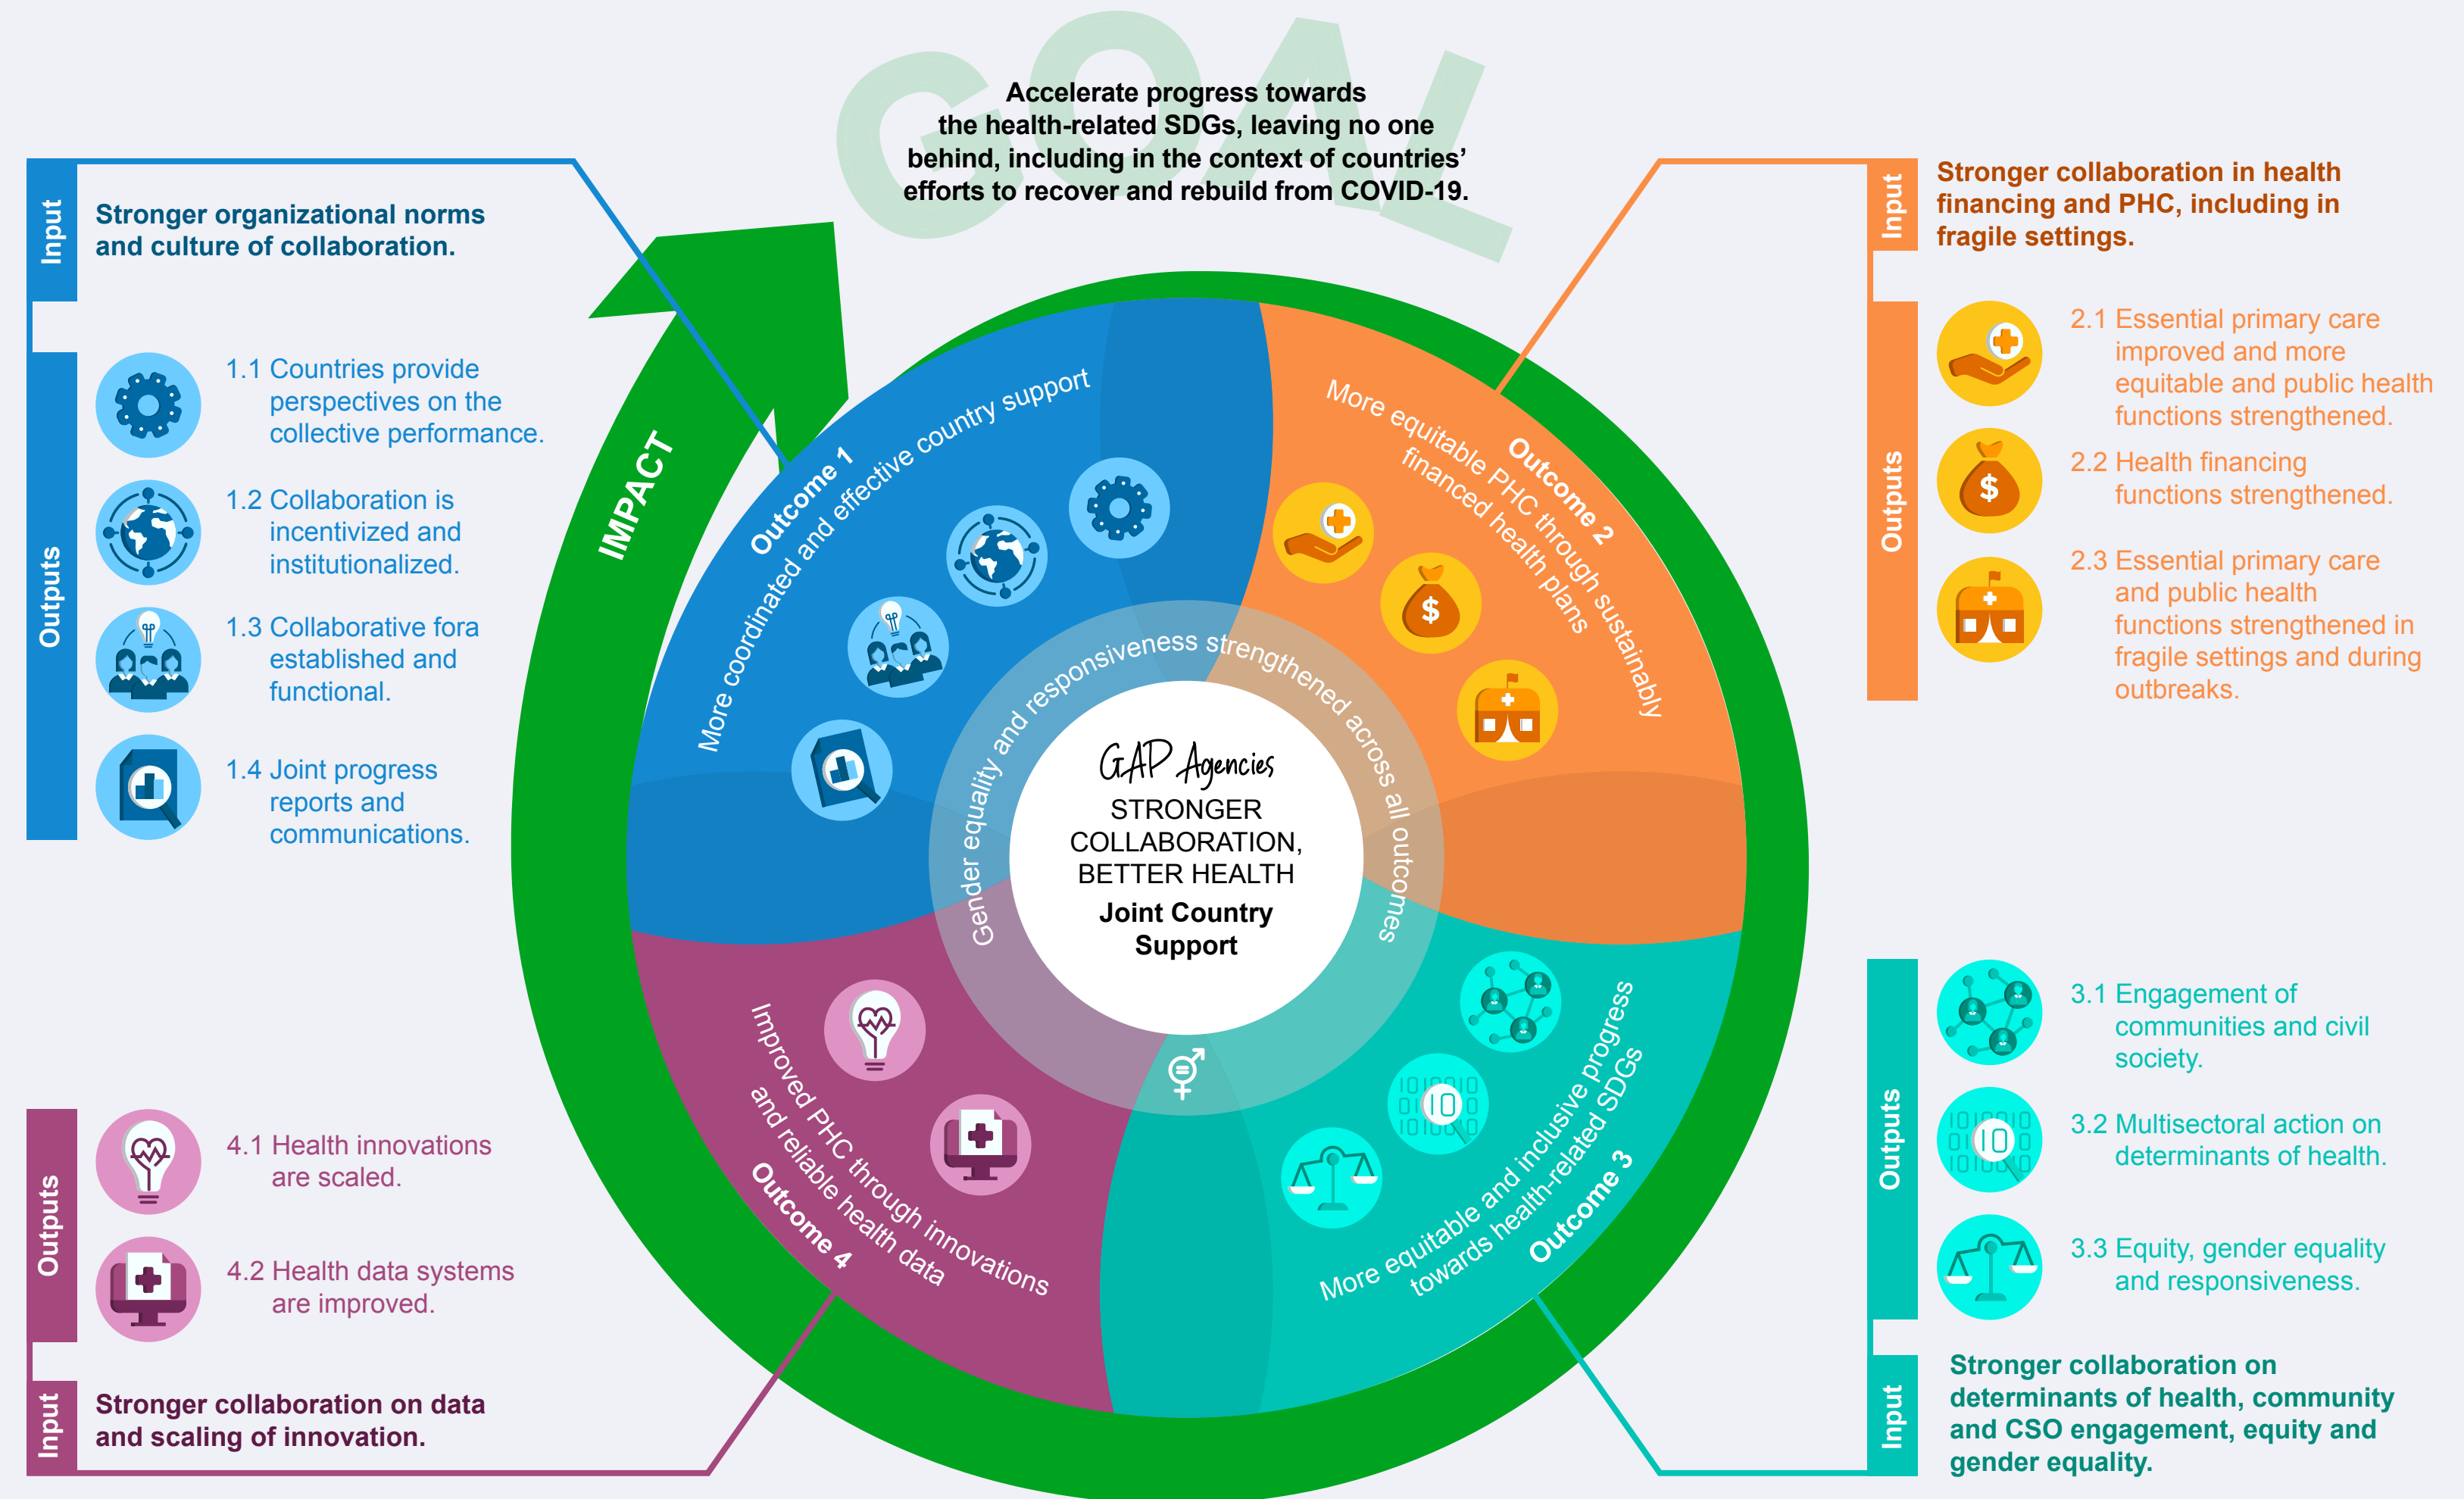 GOAL
Accelerate progress towards
the health-related SDGs, leaving no one
behind, including in the context of countries’
efforts to recover and rebuild from COVID-19.
Input
Stronger organizational norms
and culture of collaboration.
Outputs
1.1 Countries provide
perspectives on the
collective performance.
1.2 Collaboration is
incentivized and
institutionalized.
1.3 Collaborative fora
established and
functional.
1.4 Joint progress
reports and
communications.
Input
Stronger collaboration in health
financing and PHC, including in
fragile settings.
Outputs
2.1 Essential primary care
improved and more
equitable and public health
functions strengthened.
$
2.2 Health financing
functions strengthened.
2.3 Essential primary care
and public health
functions strengthened in
fragile settings and during
outbreaks.
IMPACT
Outcome 1
More coordinated and effective country support
Outcome 2
More equitable PHC through sustainably
financed health plans
$
Gender equality and responsiveness strengthened across all outcomes
GAP Agencies
STRONGER
COLLABORATION,
BETTER HEALTH
Joint Country
Support
Improved PHC through innovations
and reliable health data
Outcome 4
More equitable and inclusive progress
towards health-related SDGs
Outcome 3
Outputs
4.1 Health innovations
are scaled.
4.2 Health data systems
are improved.
Input
Stronger collaboration on data
and scaling of innovation.
Outputs
3.1 Engagement of
communities and civil
society.
3.2 Multisectoral action on
determinants of health.
3.3 Equity, gender equality
and responsiveness.
Input
Stronger collaboration on
determinants of health, community
and CSO engagement, equity and
gender equality.